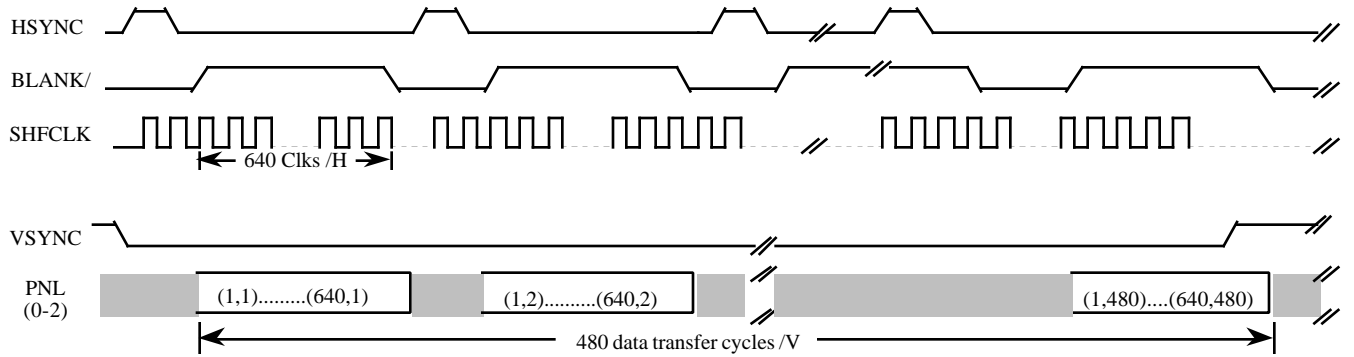 HSYNC
BLANK/
SHFCLK
640 Clks /H
VSYNC
PNL
(0-2)
(1,1).........(640,1)
(1,2)..........(640,2)
(1,480)....(640,480)
480 data transfer cycles /V